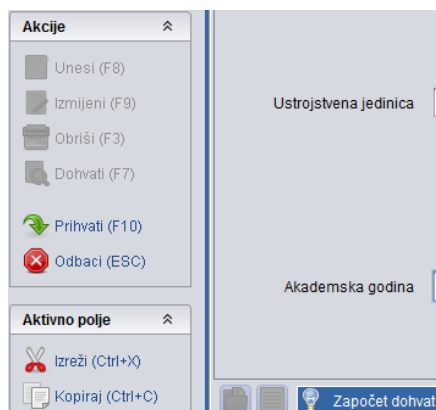 Akcije
Unesi (F8)
Izmijeni (F9)
Obriši (F3)
Dohvati (F7)
Prihvati (F10)
Odbaci (ESC)
Aktivno polje
Izreži (Ctrl+X)
Kopiraj (Ctrl+C)
Ustrojstvena jedinica
Akademska godina
Započet dohvat